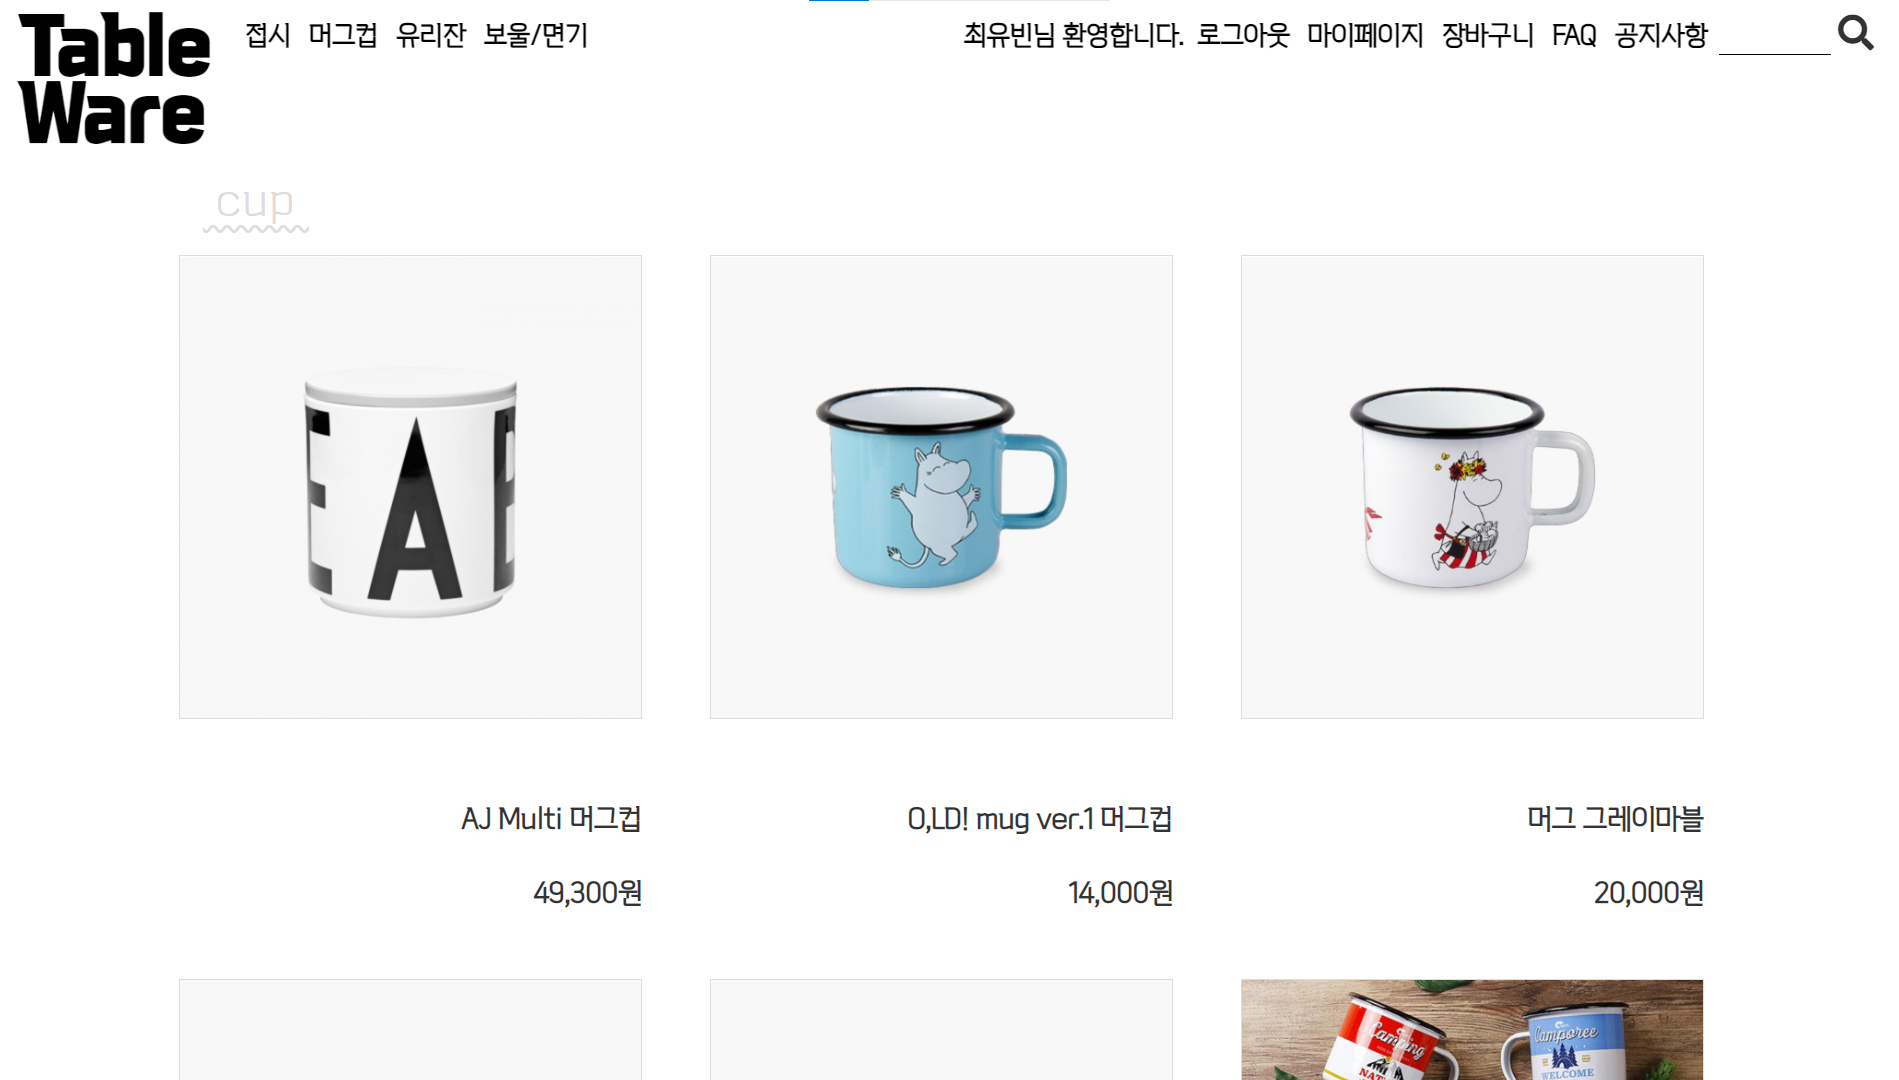 Table
Ware
접시 머그컵 유리잔 보울/면기
최유빈님 환영합니다. 로그아웃 마이페이지 장바구니 FAQ 공지사항
cup
E A B
AJ Multi 머그컵
O,LD! mug ver.1 머그컵
머그 그레이마블
49,300원
14,000원
20,000원
Camping
NAT
Camporee
WELCOME